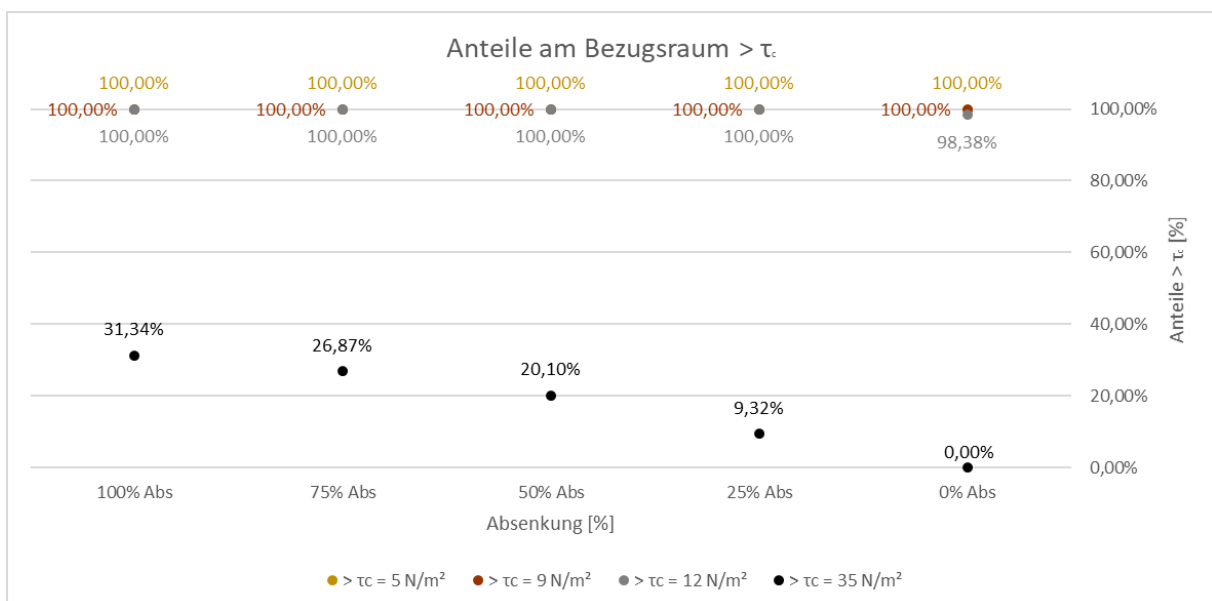 Anteile am Bezugsraum > τc
100,00% 100,00% 100,00% 100,00% 100,00%
100,00% 100,00% 100,00% 100,00% 100,00% 100,00%
100,00% 100,00% 100,00% 100,00% 98,38%
80,00%
60,00%
40,00%
31,34% 26,87% 20,10% 9,32% 0,00%
20,00%
0,00%
Anteile > τc [%]
100% Abs 75% Abs 50% Abs 25% Abs 0% Abs
Absenkung [%]
> τc = 5 N/m² > τc = 9 N/m² > τc = 12 N/m² > τc = 35 N/m²